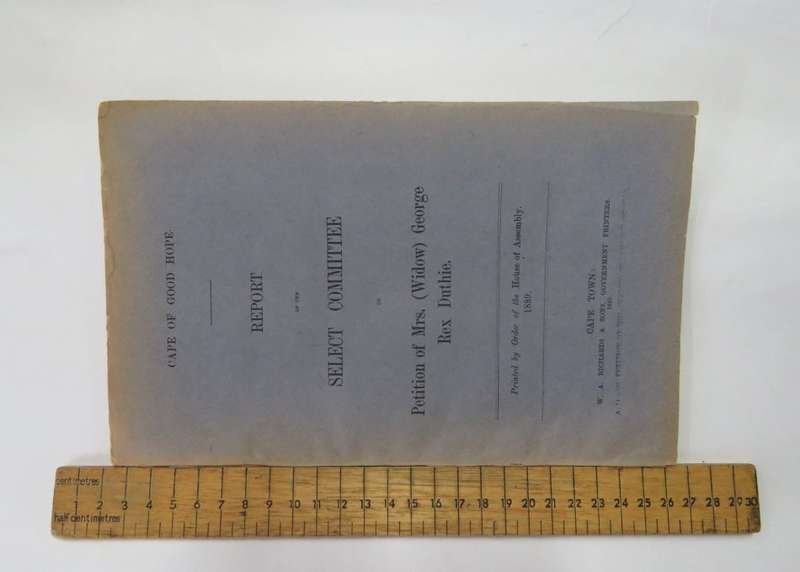 CAPE OF GOOD HOPE
REPORT
OF THE
SELECT COMMITTEE
ON
Petition of Mrs. (Widow) George
Rex Duthie.
Printed by Order of the House of Assembly.
1889.
CAPE TOWN:
W. A. RICHARDS & SONS, GOVERNMENT PRINTERS.
1889.
centimetres
1 2 3 4 5 6 7 8 9 10 11 12 13 14 15 16 17 18 19 20 21 22 23 24 25 26 27 28 29 30
half centimetres